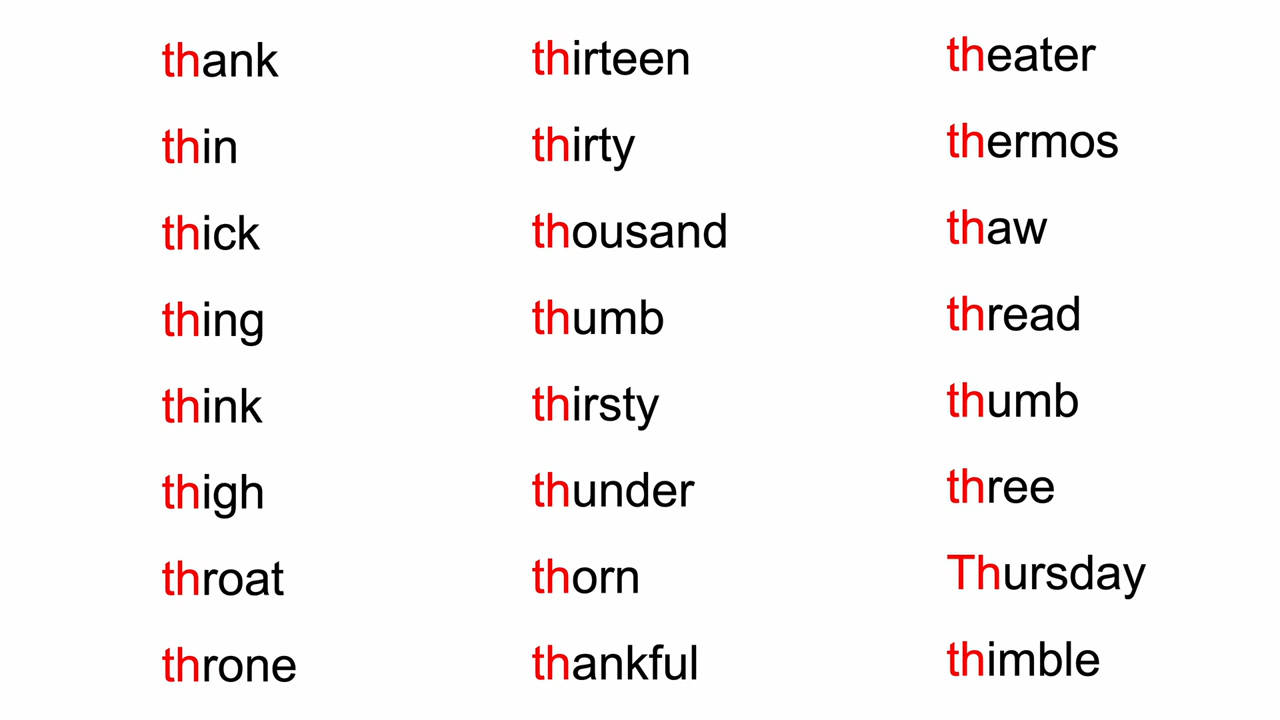 thank
thin
thick
thing
think
thigh
throat
throne
thirteen
thirty
thousand
thumb
thirsty
thunder
thorn
thankful
theater
thermos
thaw
thread
thumb
three
Thursday
thimble